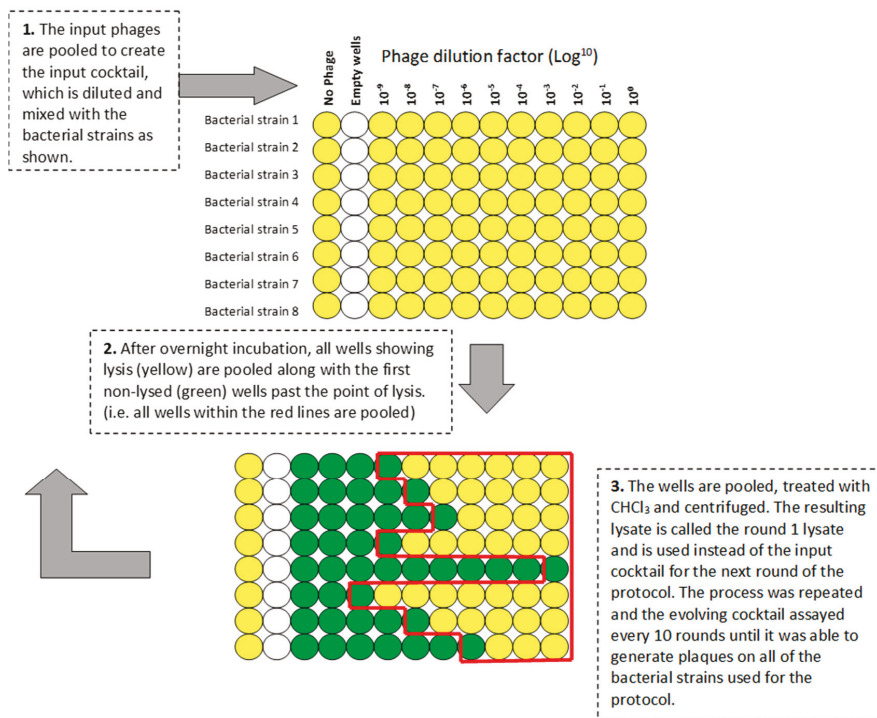 1. The input phages
are pooled to create
the input cocktail,
which is diluted and
mixed with the
bacterial strains as
shown.
Phage dilution factor (Log¹⁰)
No Phage
Empty wells
10⁻⁹
10⁻⁸
10⁻⁷
10⁻⁶
10⁻⁵
10⁻⁴
10⁻³
10⁻²
10⁻¹
10⁰
Bacterial strain 1
Bacterial strain 2
Bacterial strain 3
Bacterial strain 4
Bacterial strain 5
Bacterial strain 6
Bacterial strain 7
Bacterial strain 8
2. After overnight incubation, all wells showing
lysis (yellow) are pooled along with the first
non-lysed (green) wells past the point of lysis.
(i.e. all wells within the red lines are pooled)
3. The wells are pooled, treated with
CHCl₃ and centrifuged. The resulting
lysate is called the round 1 lysate
and is used instead of the input
cocktail for the next round of the
protocol. The process was repeated
and the evolving cocktail assayed
every 10 rounds until it was able to
generate plaques on all of the
bacterial strains used for the
protocol.